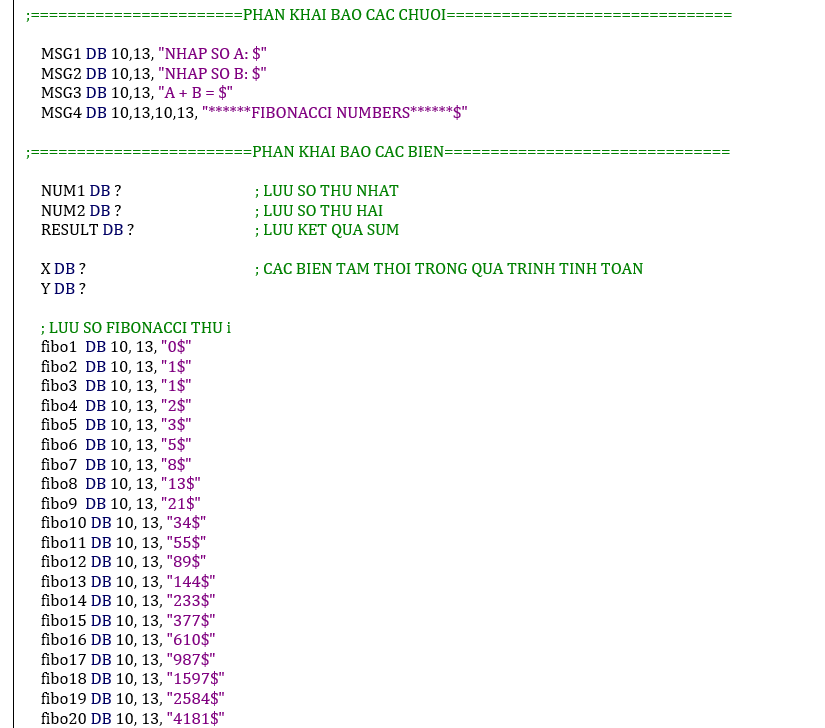 ;=======================PHAN KHAI BAO CAC CHUOI===============================
MSG1 DB 10,13, "NHAP SO A: $"
MSG2 DB 10,13, "NHAP SO B: $"
MSG3 DB 10,13, "A + B = $"
MSG4 DB 10,13,10,13, "******FIBONACCI NUMBERS******$"
;========================PHAN KHAI BAO CAC BIEN===============================
NUM1 DB ? ; LUU SO THU NHAT
NUM2 DB ? ; LUU SO THU HAI
RESULT DB ? ; LUU KET QUA SUM
X DB ? ; CAC BIEN TAM THOI TRONG QUA TRINH TINH TOAN
Y DB ?
; LUU SO FIBONACCI THU i
fibo1 DB 10, 13, "0$"
fibo2 DB 10, 13, "1$"
fibo3 DB 10, 13, "1$"
fibo4 DB 10, 13, "2$"
fibo5 DB 10, 13, "3$"
fibo6 DB 10, 13, "5$"
fibo7 DB 10, 13, "8$"
fibo8 DB 10, 13, "13$"
fibo9 DB 10, 13, "21$"
fibo10 DB 10, 13, "34$"
fibo11 DB 10, 13, "55$"
fibo12 DB 10, 13, "89$"
fibo13 DB 10, 13, "144$"
fibo14 DB 10, 13, "233$"
fibo15 DB 10, 13, "377$"
fibo16 DB 10, 13, "610$"
fibo17 DB 10, 13, "987$"
fibo18 DB 10, 13, "1597$"
fibo19 DB 10, 13, "2584$"
fibo20 DB 10, 13, "4181$"